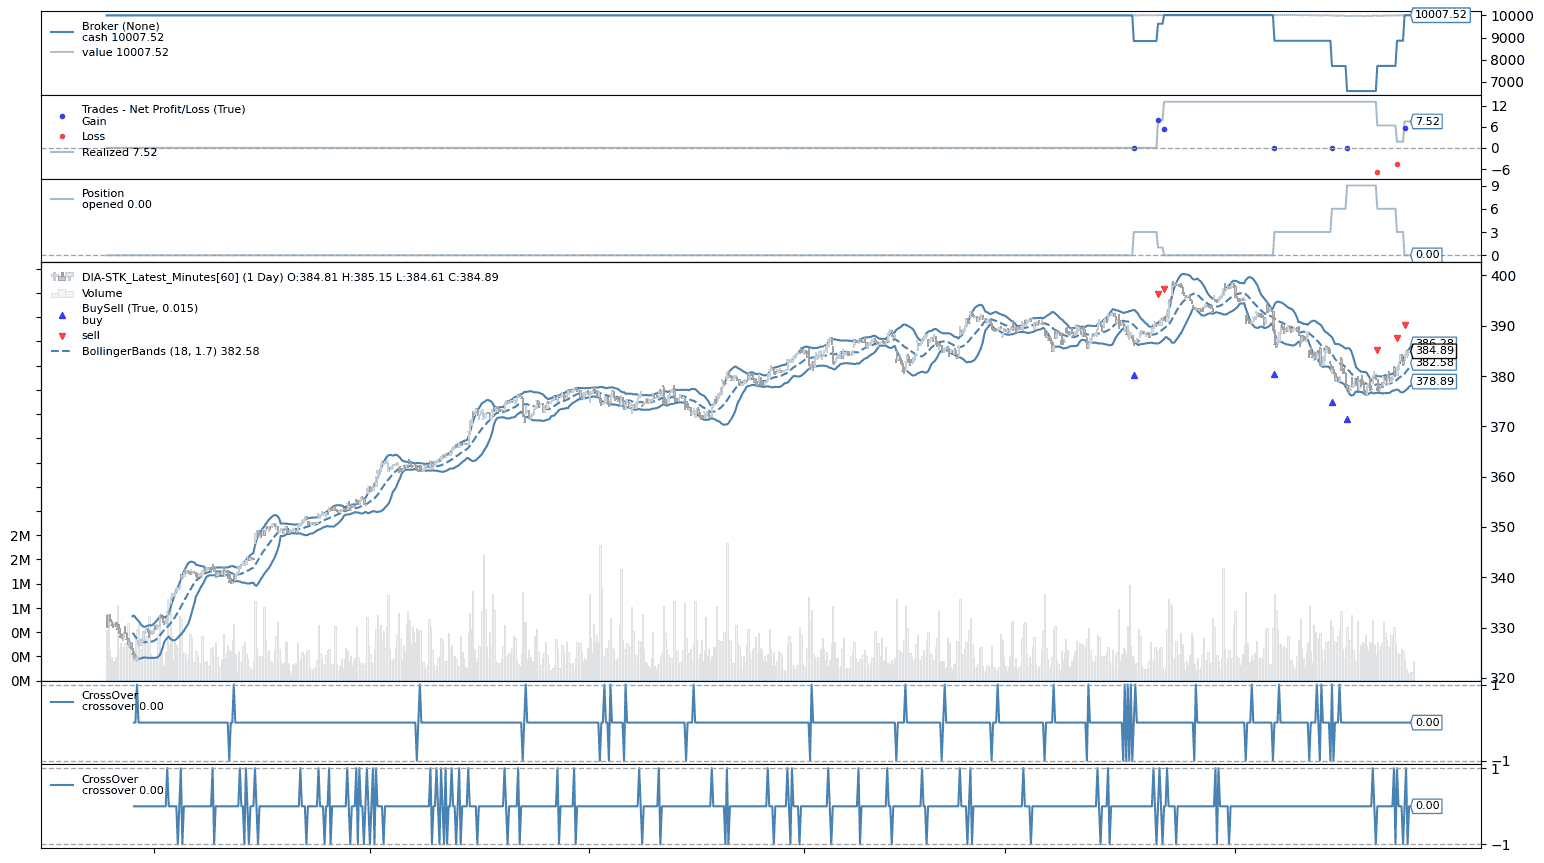 Broker (None)
cash 10007.52
value 10007.52
10007.52
10000
9000
8000
7000
Trades - Net Profit/Loss (True)
Gain
Loss
Realized 7.52
7.52
12
6
0
−6
Position
opened 0.00
0.00
9
6
3
0
DIA-STK_Latest_Minutes[60] (1 Day) O:384.81 H:385.15 L:384.61 C:384.89
Volume
BuySell (True, 0.015)
buy
sell
BollingerBands (18, 1.7) 382.58
386.28
384.89
382.58
378.89
400
390
380
370
360
350
340
330
320
2M
2M
1M
1M
0M
0M
0M
CrossOver
crossover 0.00
0.00
1
−1
CrossOver
crossover 0.00
0.00
1
−1